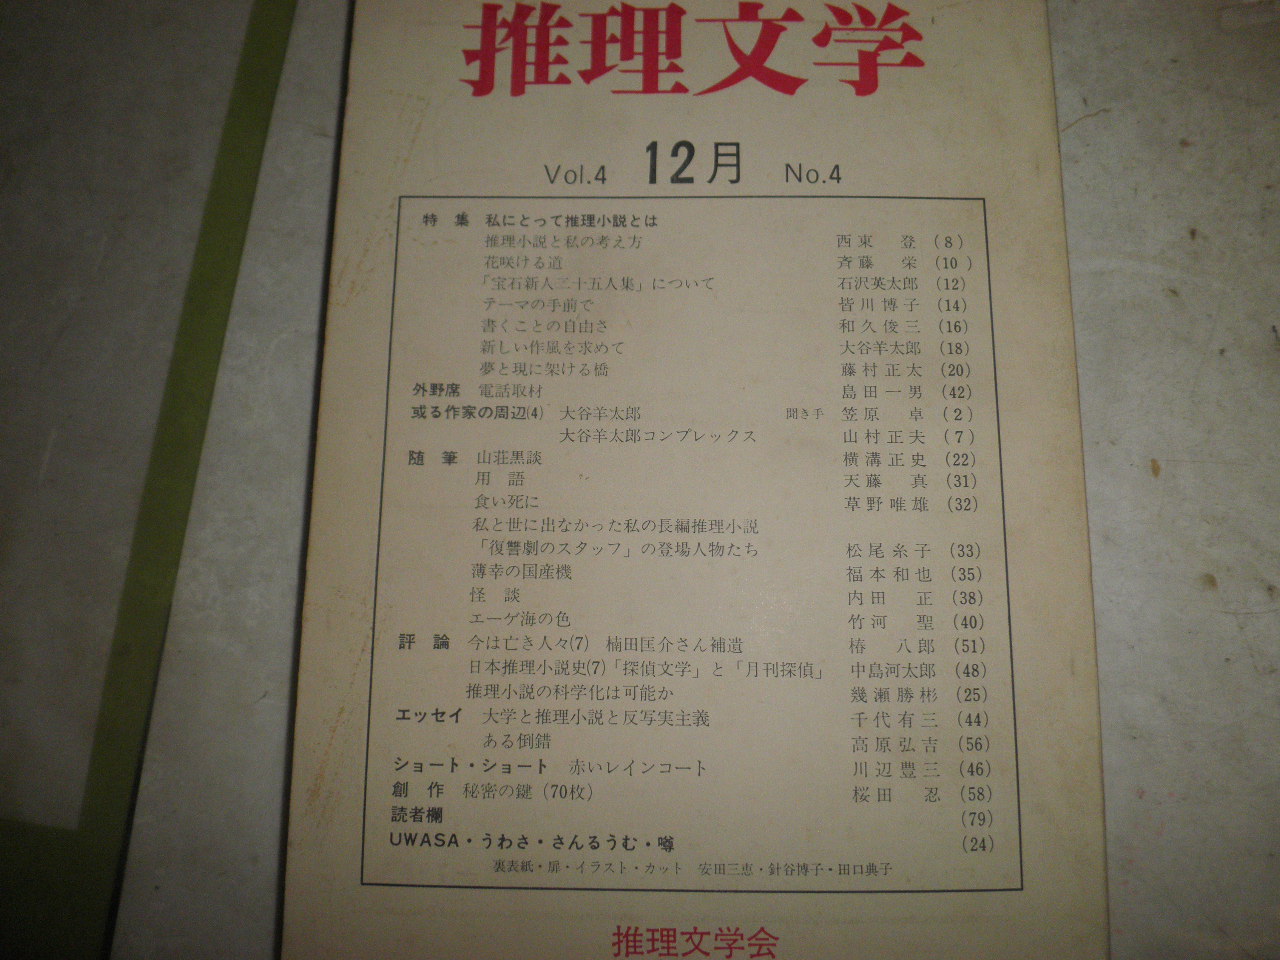 推理文学
Vol.4 12月 No.4
特集 私にとって推理小説とは
推理小説と私の考え方 西東 登 (8)
花咲ける道 斉藤 栄 (10)
「宝石新人二十五人集」について 石沢英太郎 (12)
テーマの手前で 皆川博子 (14)
書くことの自由さ 和久俊三 (16)
新しい作風を求めて 大谷羊太郎 (18)
夢と現に架ける橋 藤村正太 (20)
外野席 電話取材 島田一男 (42)
或る作家の周辺(4) 大谷羊太郎 聞き手 笠原 卓 (2)
大谷羊太郎コンプレックス 山村正夫 (7)
随筆 山荘黒談 横溝正史 (22)
用語 天藤 真 (31)
食い死に 草野唯雄 (32)
私と世に出なかった私の長編推理小説
「復讐劇のスタッフ」の登場人物たち 松尾糸子 (33)
薄幸の国産機 福本和也 (35)
怪談 内田 正 (38)
エーゲ海の色 竹河 聖 (40)
評論 今は亡き人々(7) 楠田匡介さん補遺 椿 八郎 (51)
日本推理小説史(7)「探偵文学」と「月刊探偵」 中島河太郎 (48)
推理小説の科学化は可能か 幾瀬勝彬 (25)
エッセイ 大学と推理小説と反写実主義 千代有三 (44)
ある倒錯 高原弘吉 (56)
ショート・ショート 赤いレインコート 川辺豊三 (46)
創作 秘密の鍵(70枚) 桜田 忍 (58)
読者欄 (79)
UWASA・うわさ・さんるうむ・噂 (24)
裏表紙・扉・イラスト・カット 安田三恵・針谷博子・田口典子
推理文学会